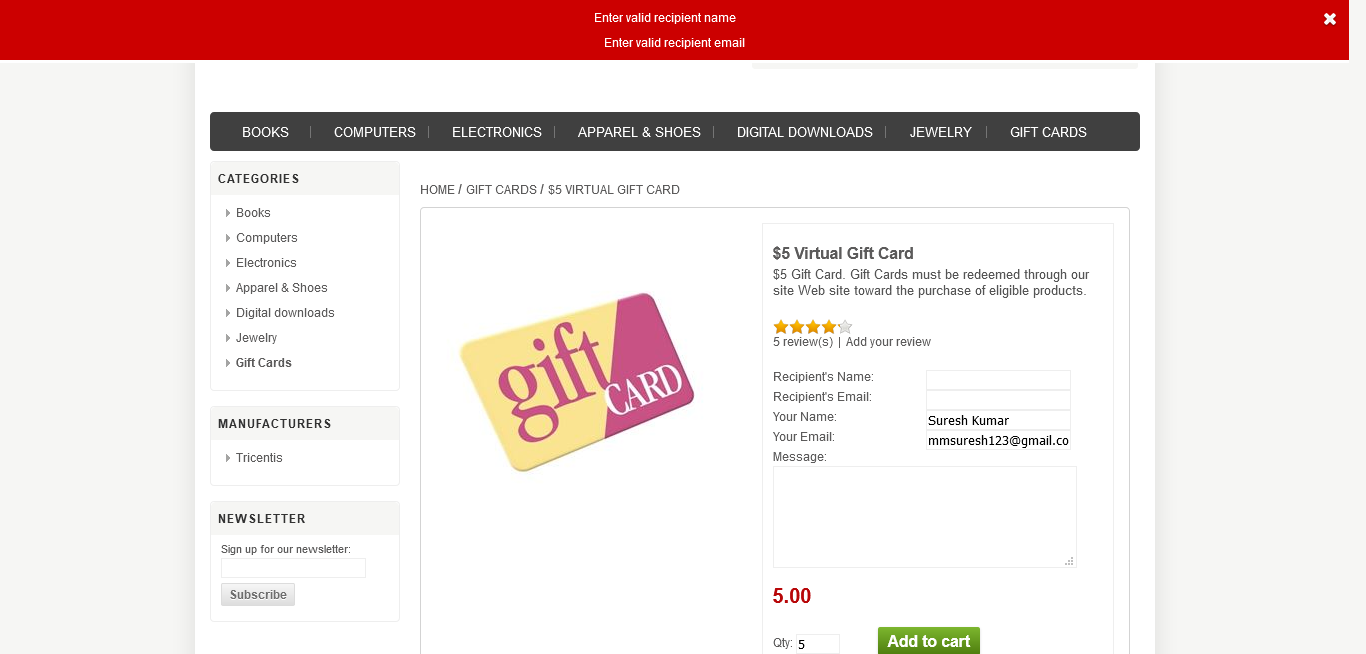 Enter valid recipient name
Enter valid recipient email
BOOKS COMPUTERS ELECTRONICS APPAREL & SHOES DIGITAL DOWNLOADS JEWELRY GIFT CARDS
CATEGORIES
Books
Computers
Electronics
Apparel & Shoes
Digital downloads
Jewelry
Gift Cards
MANUFACTURERS
Tricentis
NEWSLETTER
Sign up for our newsletter:
Subscribe
HOME / GIFT CARDS / $5 VIRTUAL GIFT CARD
gift CARD
$5 Virtual Gift Card
$5 Gift Card. Gift Cards must be redeemed through our
site Web site toward the purchase of eligible products.
5 review(s) | Add your review
Recipient's Name:
Recipient's Email:
Your Name: Suresh Kumar
Your Email: mmsuresh123@gmail.co
Message:
5.00
Qty: 5 Add to cart